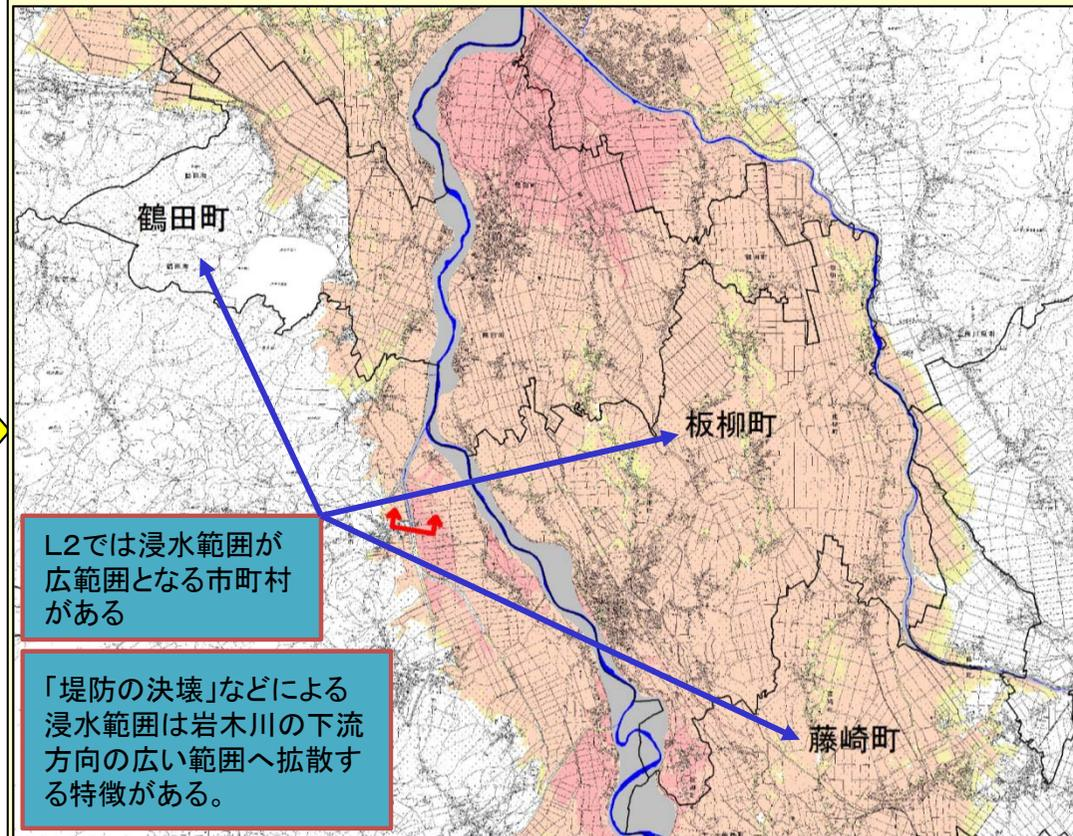 鶴田町
板柳町
L2では浸水範囲が
広範囲となる市町村
がある
「堤防の決壊」などによる
浸水範囲は岩木川の下流
方向の広い範囲へ拡散す
る特徴がある。
藤崎町